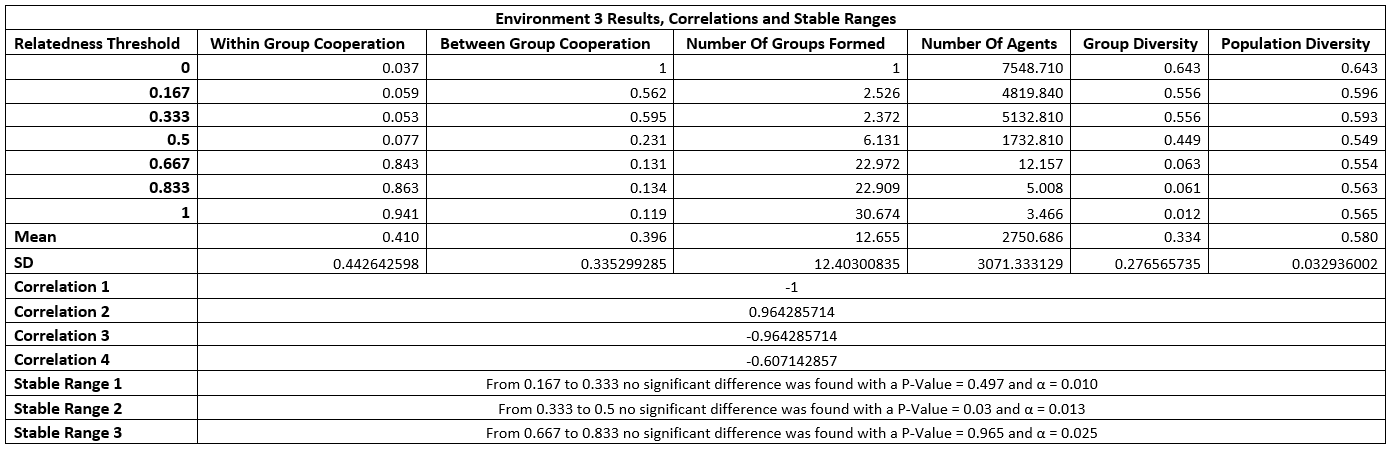 Environment 3 Results, Correlations and Stable Ranges
Relatedness Threshold Within Group Cooperation Between Group Cooperation Number Of Groups Formed Number Of Agents Group Diversity Population Diversity
0 0.037 1 1 7548.710 0.643 0.643
0.167 0.059 0.562 2.526 4819.840 0.556 0.596
0.333 0.053 0.595 2.372 5132.810 0.556 0.593
0.5 0.077 0.231 6.131 1732.810 0.449 0.549
0.667 0.843 0.131 22.972 12.157 0.063 0.554
0.833 0.863 0.134 22.909 5.008 0.061 0.563
1 0.941 0.119 30.674 3.466 0.012 0.565
Mean 0.410 0.396 12.655 2750.686 0.334 0.580
SD 0.442642598 0.335299285 12.40300835 3071.333129 0.276565735 0.032936002
Correlation 1 -1
Correlation 2 0.964285714
Correlation 3 -0.964285714
Correlation 4 -0.607142857
Stable Range 1 From 0.167 to 0.333 no significant difference was found with a P-Value = 0.497 and α = 0.010
Stable Range 2 From 0.333 to 0.5 no significant difference was found with a P-Value = 0.03 and α = 0.013
Stable Range 3 From 0.667 to 0.833 no significant difference was found with a P-Value = 0.965 and α = 0.025